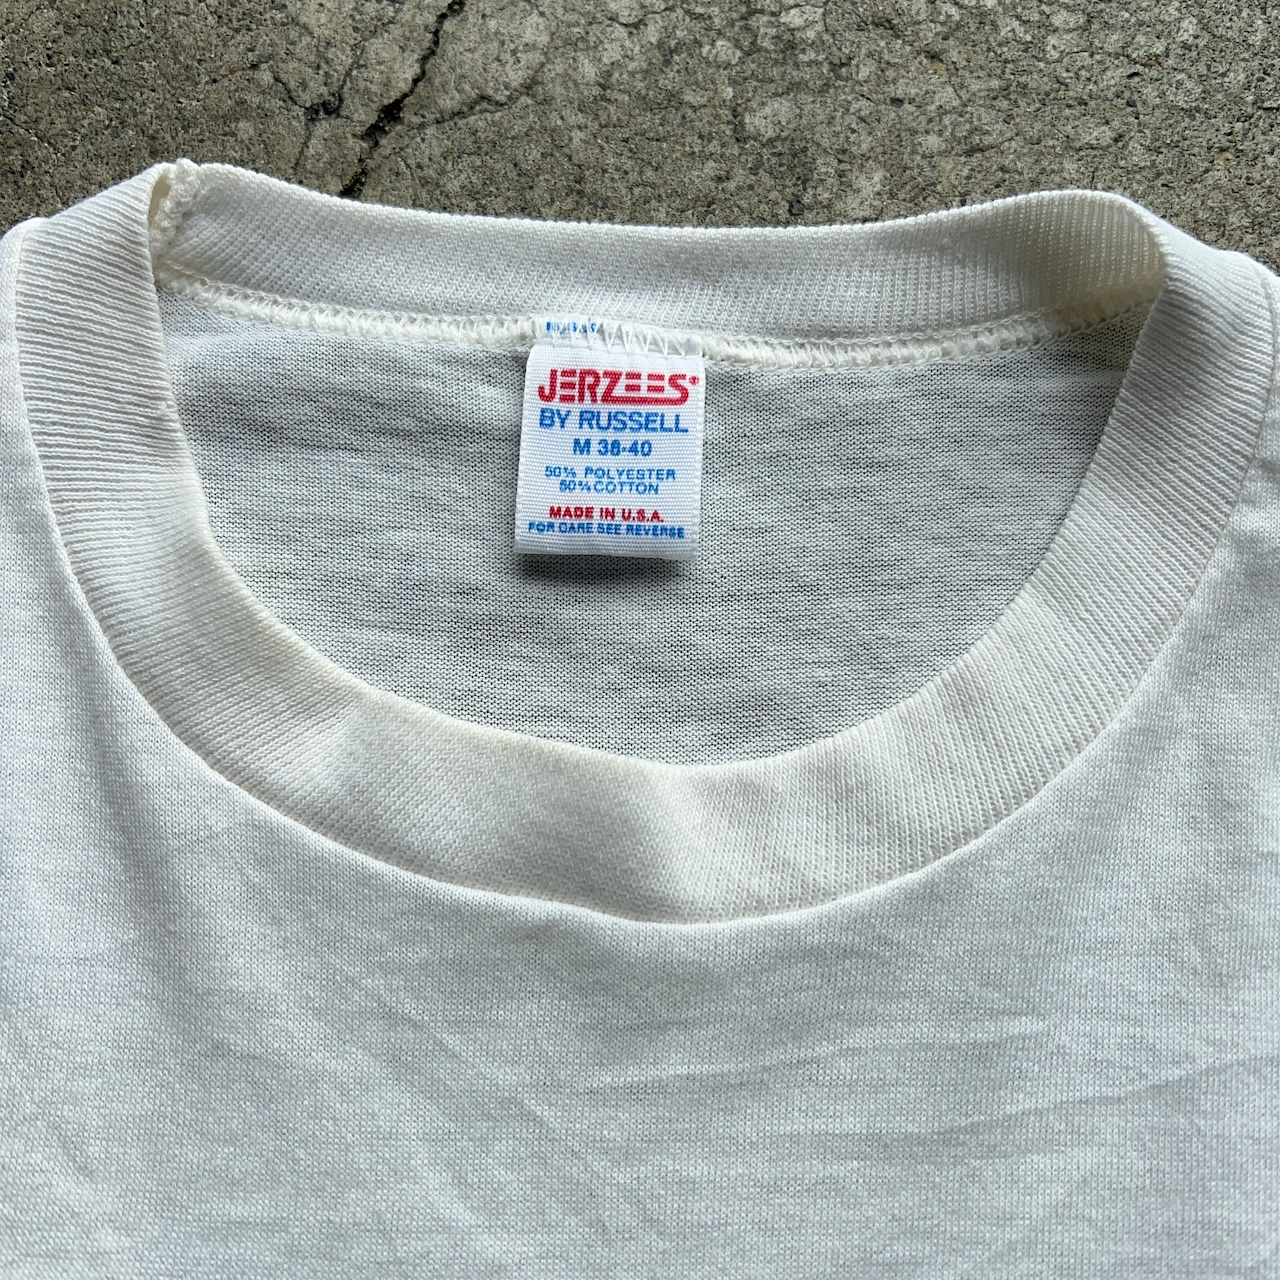 JERZEES®
BY RUSSELL
M 38-40
50% POLYESTER
50% COTTON
MADE IN U.S.A.
FOR CARE SEE REVERSE